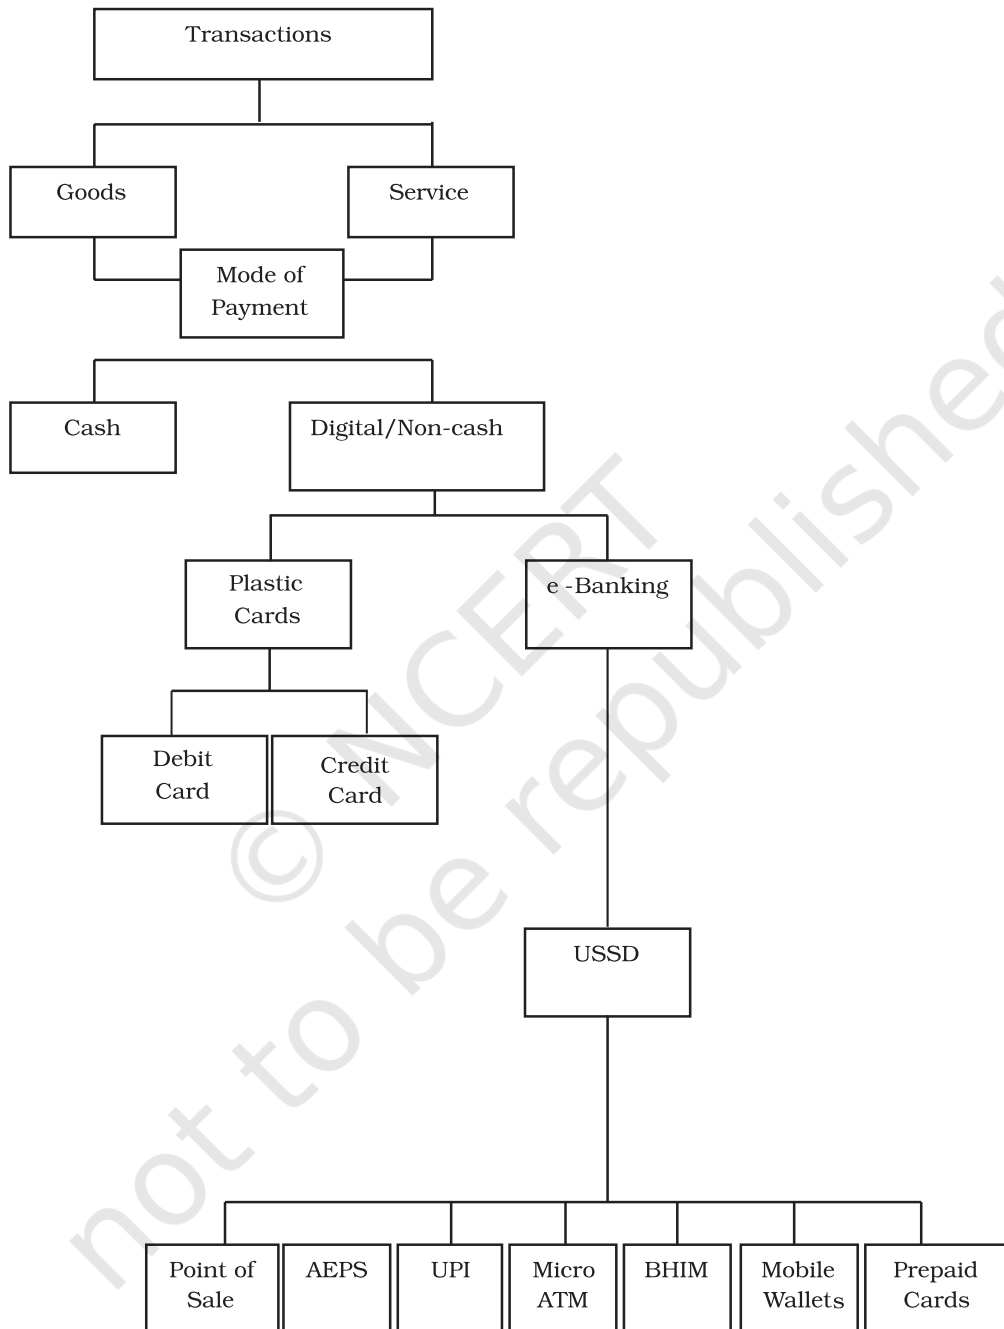 Transactions
Goods
Service
Mode of
Payment
Cash
Digital/Non-cash
Plastic
Cards
e -Banking
Debit
Card
Credit
Card
USSD
Point of
Sale
AEPS
UPI
Micro
ATM
BHIM
Mobile
Wallets
Prepaid
Cards
© NCERT
not to be republished